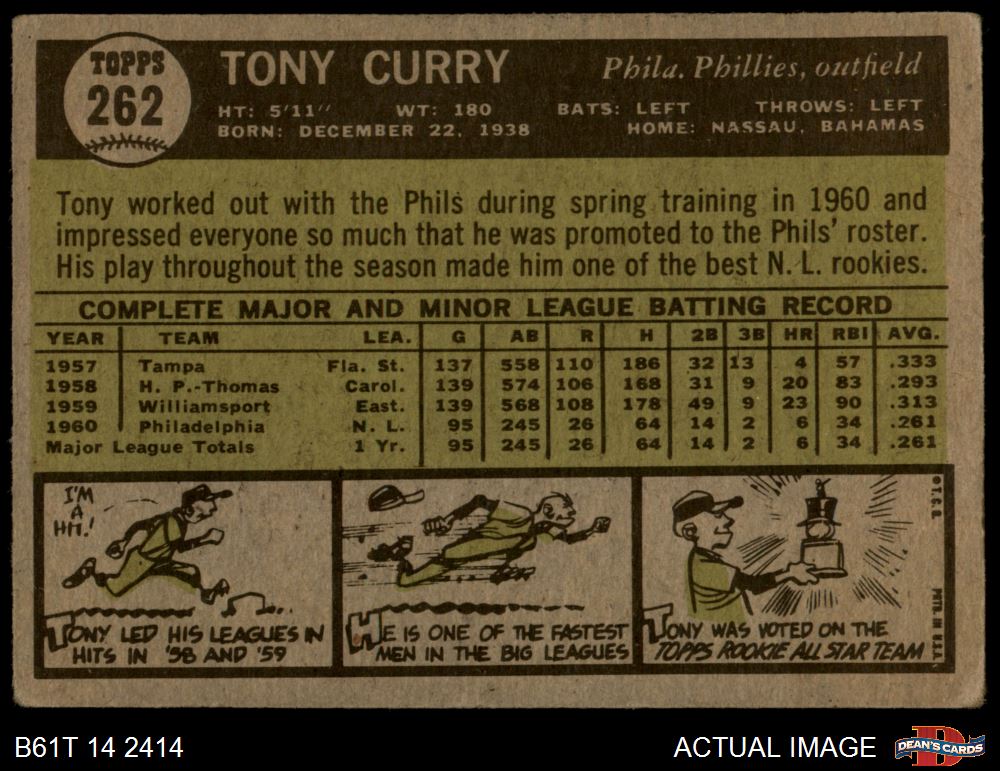 TOPPS
262
TONY CURRY
Phila. Phillies, outfield
HT: 5'11" WT: 180 BATS: LEFT THROWS: LEFT
BORN: DECEMBER 22, 1938 HOME: NASSAU, BAHAMAS
Tony worked out with the Phils during spring training in 1960 and
impressed everyone so much that he was promoted to the Phils' roster.
His play throughout the season made him one of the best N. L. rookies.
COMPLETE MAJOR AND MINOR LEAGUE BATTING RECORD
YEAR TEAM LEA. G AB R H 2B 3B HR RBI AVG.
1957 Tampa Fla. St. 137 558 110 186 32 13 4 57 .333
1958 H. P.-Thomas Carol. 139 574 106 168 31 9 20 83 .293
1959 Williamsport East. 139 568 108 178 49 9 23 90 .313
1960 Philadelphia N. L. 95 245 26 64 14 2 6 34 .261
Major League Totals 1 Yr. 95 245 26 64 14 2 6 34 .261
I'M
A
HIT!
TONY LED HIS LEAGUES IN
HITS IN '58 AND '59
HE IS ONE OF THE FASTEST
MEN IN THE BIG LEAGUES
TONY WAS VOTED ON THE
TOPPS ROOKIE ALL STAR TEAM
© T. C. G.
PRTD. IN U.S.A.
B61T 14 2414
ACTUAL IMAGE
D
DEAN'S CARDS